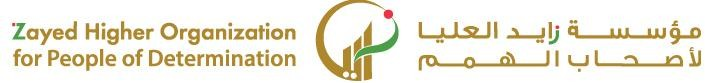 Zayed Higher Organization
for People of Determination
مؤسسة زايد العليا
لأصحاب الهمم